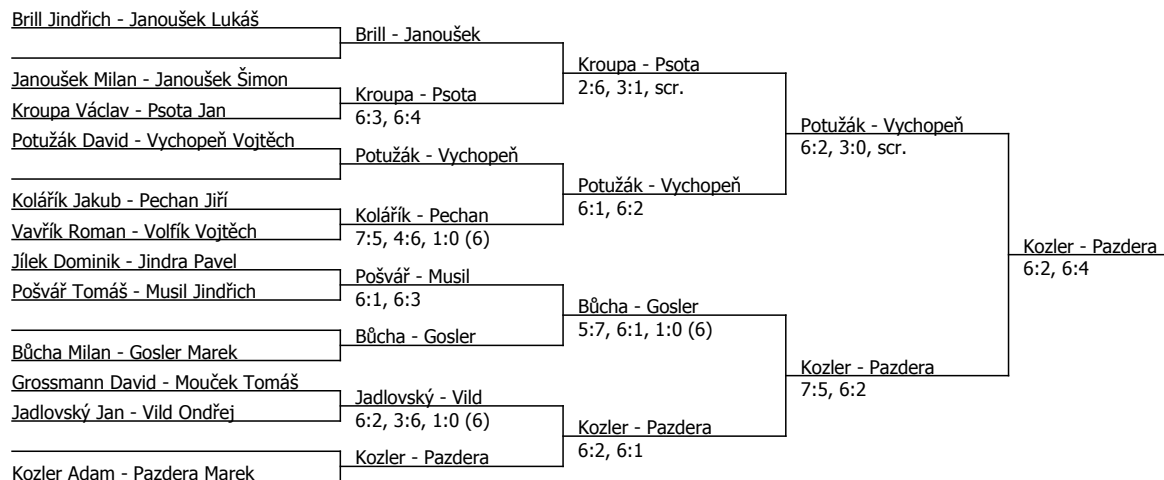 Brill Jindřich - Janoušek Lukáš
Janoušek Milan - Janoušek Šimon
Kroupa Václav - Psota Jan
Potužák David - Vychopeň Vojtěch
Kolářík Jakub - Pechan Jiří
Vavřík Roman - Volfík Vojtěch
Jílek Dominik - Jindra Pavel
Pošvář Tomáš - Musil Jindřich
Bůcha Milan - Gosler Marek
Grossmann David - Mouček Tomáš
Jadlovský Jan - Vild Ondřej
Kozler Adam - Pazdera Marek
Brill - Janoušek
Kroupa - Psota
6:3, 6:4
Potužák - Vychopeň
Kolářík - Pechan
7:5, 4:6, 1:0 (6)
Pošvář - Musil
6:1, 6:3
Bůcha - Gosler
Jadlovský - Vild
6:2, 3:6, 1:0 (6)
Kozler - Pazdera
Kroupa - Psota
2:6, 3:1, scr.
Potužák - Vychopeň
6:1, 6:2
Bůcha - Gosler
5:7, 6:1, 1:0 (6)
Kozler - Pazdera
6:2, 6:1
Potužák - Vychopeň
6:2, 3:0, scr.
Kozler - Pazdera
7:5, 6:2
Kozler - Pazdera
6:2, 6:4